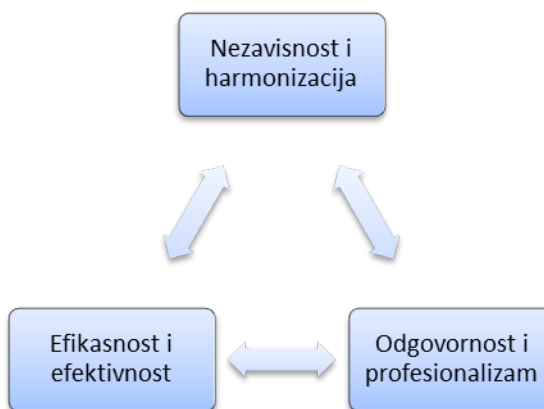 Nezavisnost i
harmonizacija
Efikasnost i
efektivnost
Odgovornost i
profesionalizam